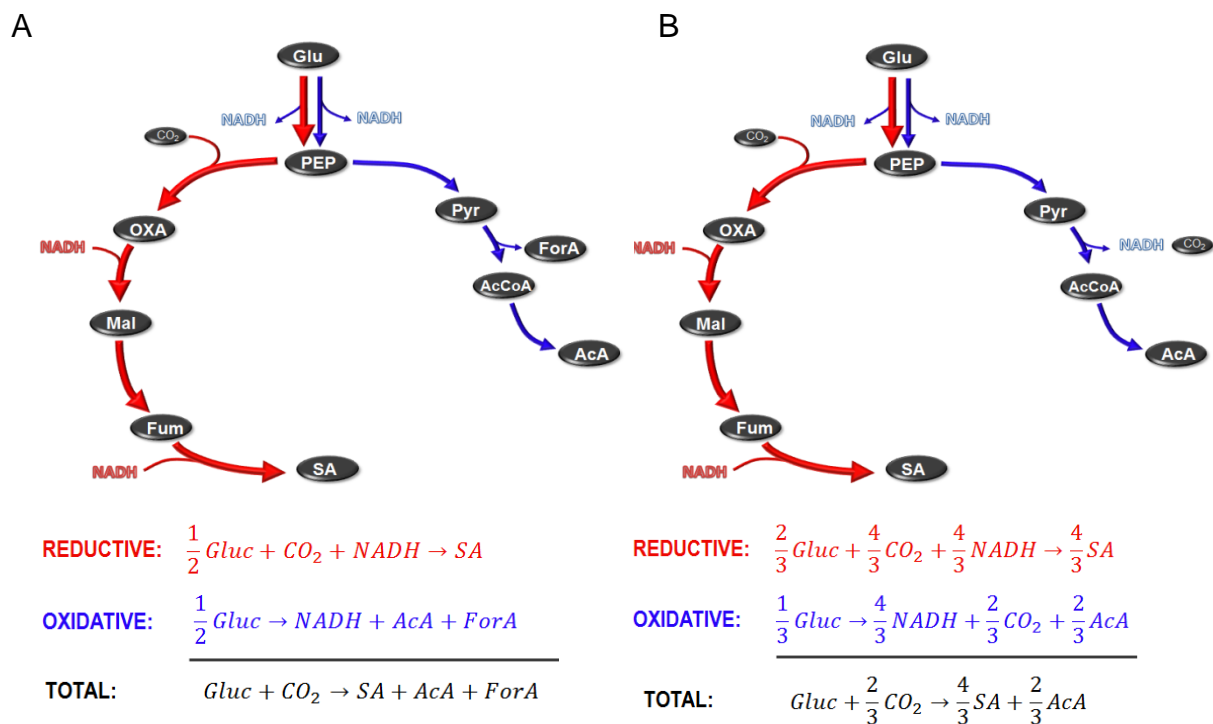 A
Glu
NADH
NADH
CO₂
PEP
OXA
Pyr
NADH
ForA
AcCoA
Mal
AcA
Fum
NADH
SA
REDUCTIVE: 1/2 Gluc + CO₂ + NADH → SA
OXIDATIVE: 1/2 Gluc → NADH + AcA + ForA
TOTAL: Gluc + CO₂ → SA + AcA + ForA
B
Glu
NADH
NADH
CO₂
PEP
OXA
Pyr
NADH
NADH CO₂
AcCoA
Mal
AcA
Fum
NADH
SA
REDUCTIVE: 2/3 Gluc + 4/3 CO₂ + 4/3 NADH → 4/3 SA
OXIDATIVE: 1/3 Gluc → 4/3 NADH + 2/3 CO₂ + 2/3 AcA
TOTAL: Gluc + 2/3 CO₂ → 4/3 SA + 2/3 AcA